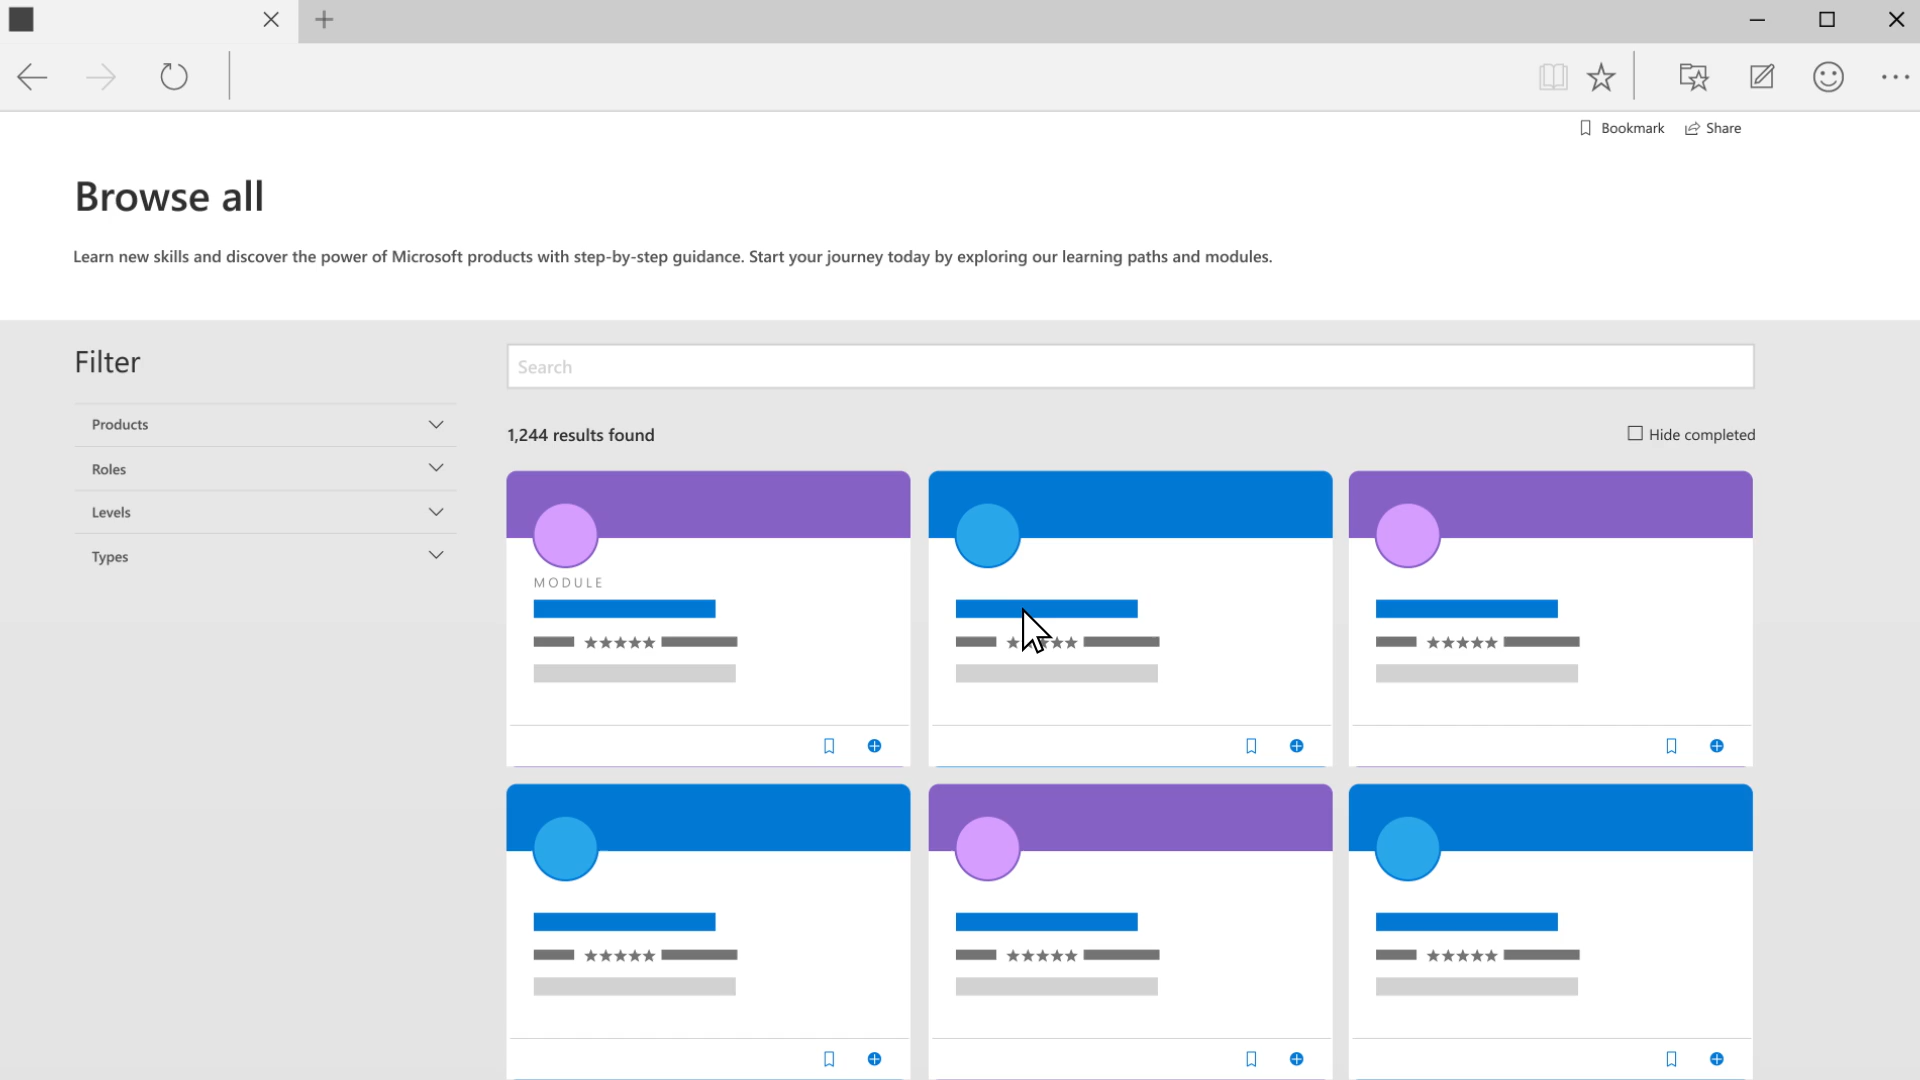 Bookmark Share
Browse all
Learn new skills and discover the power of Microsoft products with step-by-step guidance. Start your journey today by exploring our learning paths and modules.
Filter
Search
Products
1,244 results found
Hide completed
Roles
Levels
Types
MODULE